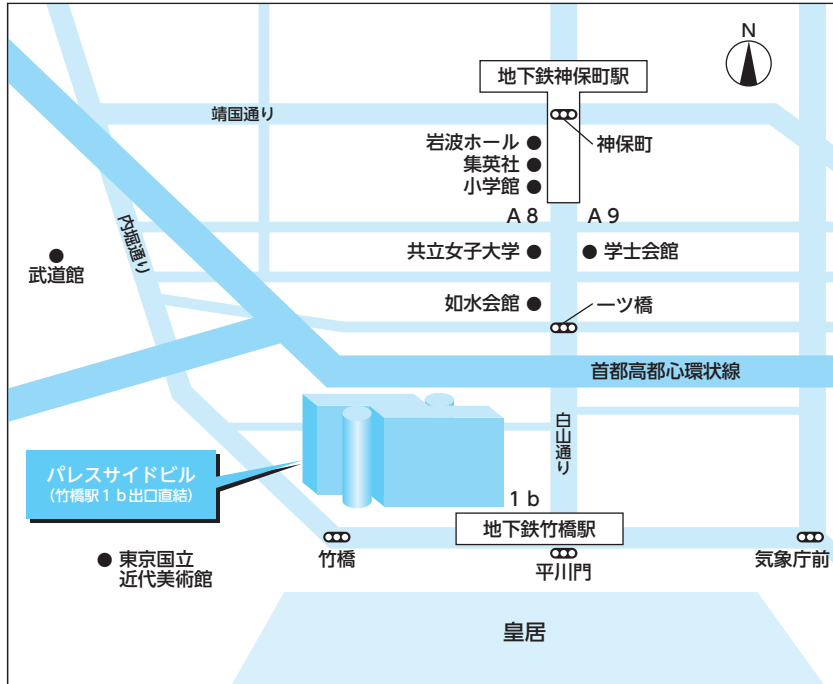 N
地下鉄神保町駅
靖国通り
神保町
岩波ホール
集英社
小学館
A8
A9
内堀通り
武道館
共立女子大学
学士会館
如水会館
一ツ橋
首都高都心環状線
白山通り
パレスサイドビル
(竹橋駅1b出口直結)
1b
地下鉄竹橋駅
竹橋
平川門
気象庁前
東京国立
近代美術館
皇居